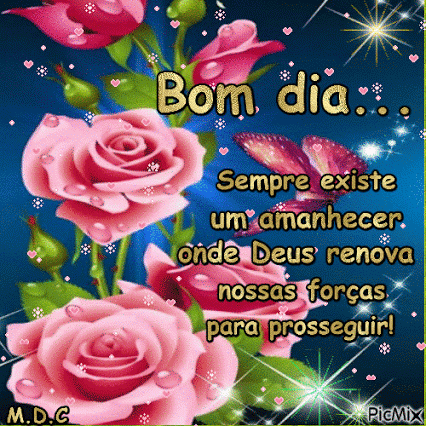 Bom dia...
Sempre existe
um amanhecer
onde Deus renova
nossas forças
para prosseguir!
M.D.C
PicMix